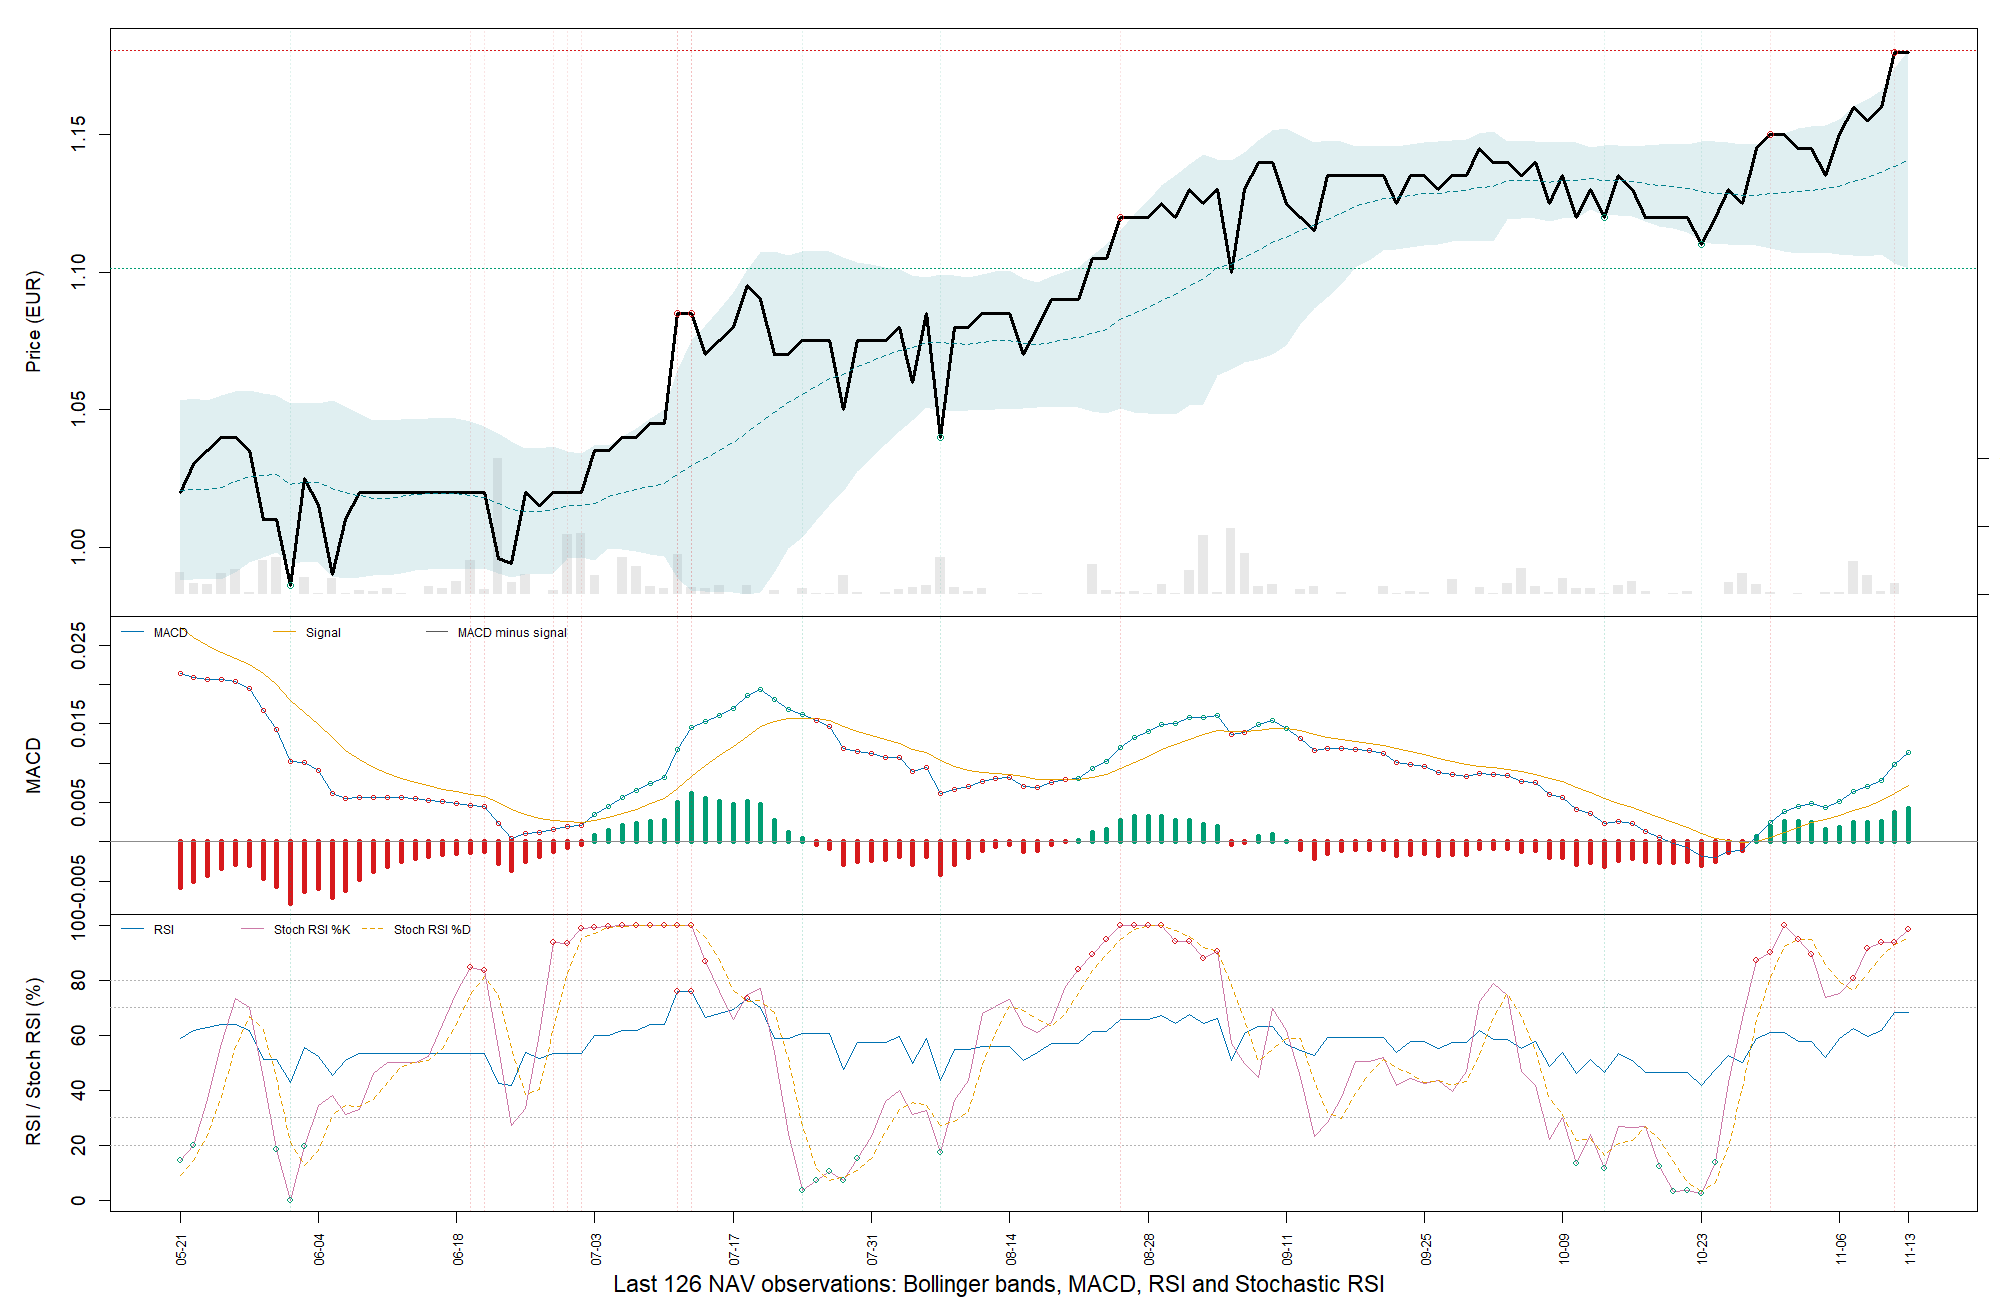 Price (EUR)
1.15
1.10
1.05
1.00
MACD
Signal
MACD minus signal
MACD
0.025
0.015
0.005
-0.005
RSI
Stoch RSI %K
Stoch RSI %D
RSI / Stoch RSI (%)
100
80
60
40
20
0
05-21
06-04
06-18
07-03
07-17
07-31
08-14
08-28
09-11
09-25
10-09
10-23
11-06
11-13
Last 126 NAV observations: Bollinger bands, MACD, RSI and Stochastic RSI